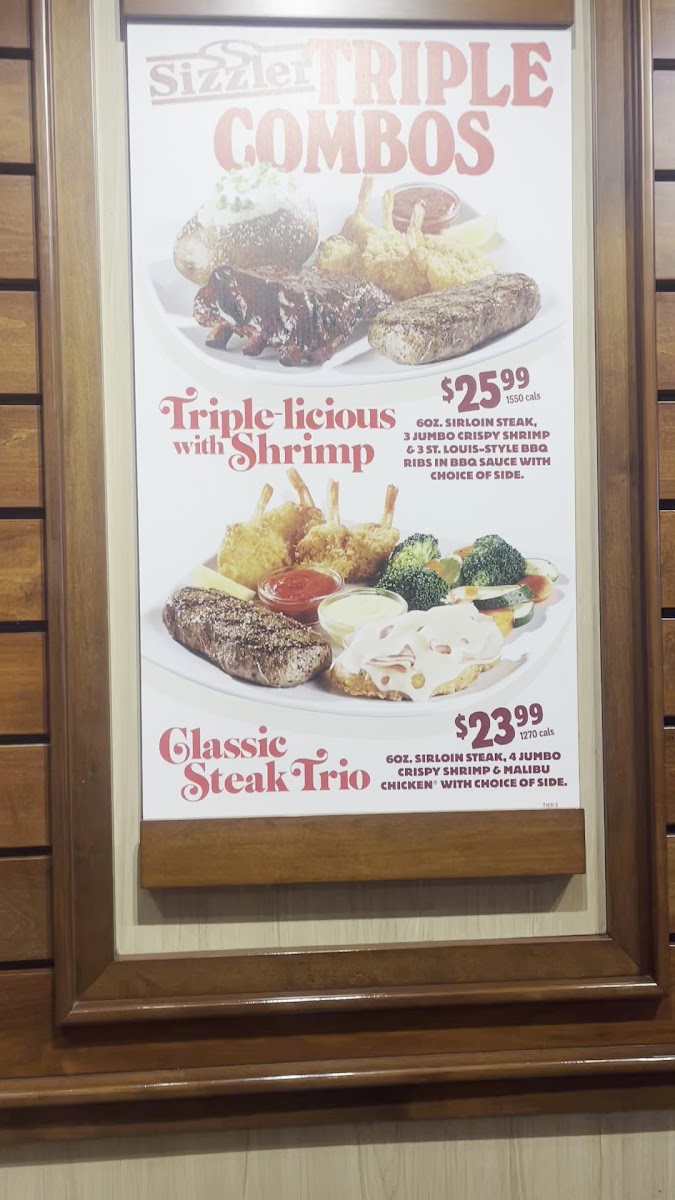 Sizzler TRIPLE
COMBOS
$25.99
1550 cals
Triple-licious
with Shrimp
6OZ. SIRLOIN STEAK,
3 JUMBO CRISPY SHRIMP
& 3 ST. LOUIS-STYLE BBQ
RIBS IN BBQ SAUCE WITH
CHOICE OF SIDE.
$23.99
1270 cals
Classic
Steak Trio
6OZ. SIRLOIN STEAK, 4 JUMBO
CRISPY SHRIMP & MALIBU
CHICKEN® WITH CHOICE OF SIDE.